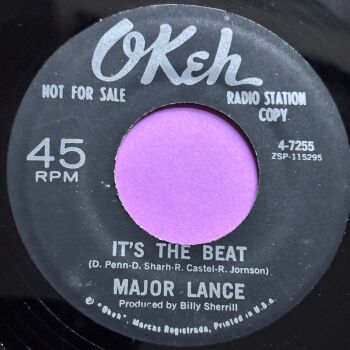 OKeh
NOT FOR SALE
RADIO STATION
COPY
45
RPM
4-7255
ZSP-115295
IT'S THE BEAT
(D. Penn-D. Sharh-R. Castel-R. Jornson)
MAJOR LANCE
Produced by Billy Sherrill
® "Okeh", Marcas Registrada, Printed in U.S.A.